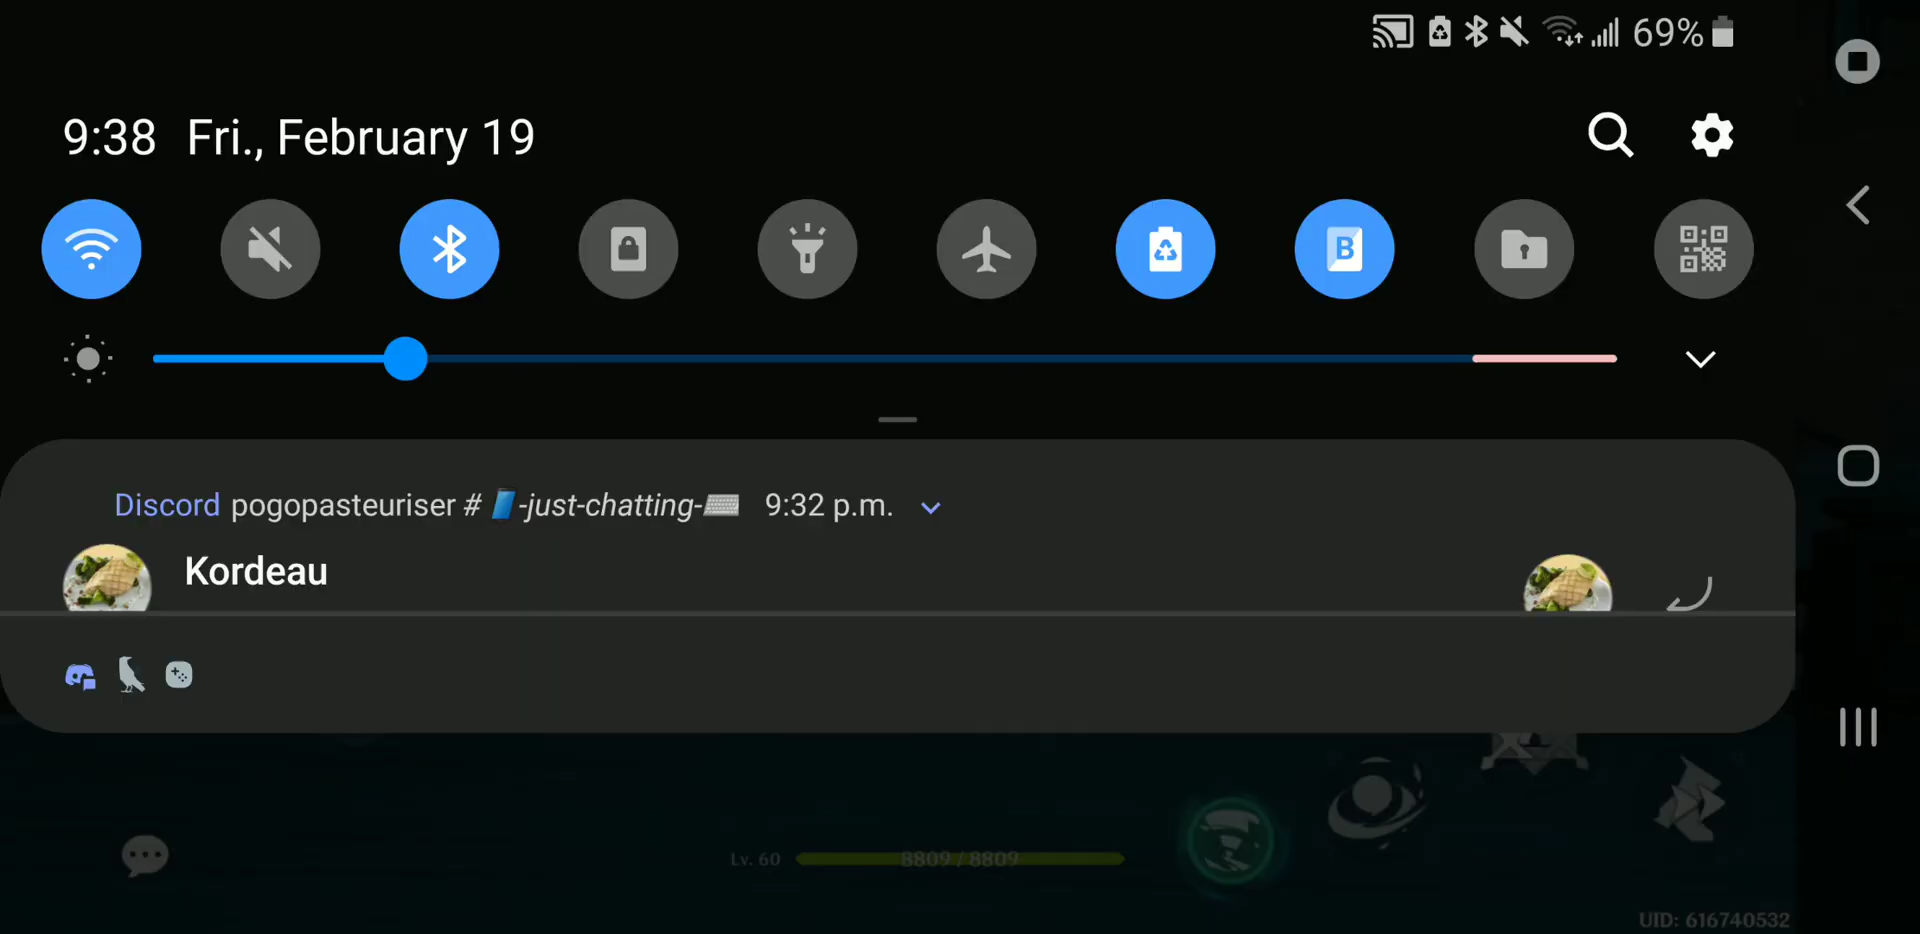 69%
9:38 Fri., February 19
B
Discord pogopasteuriser # 📱-just-chatting-⌨ 9:32 p.m.
Kordeau
Lv. 60 8809 / 8809
UID: 616740532